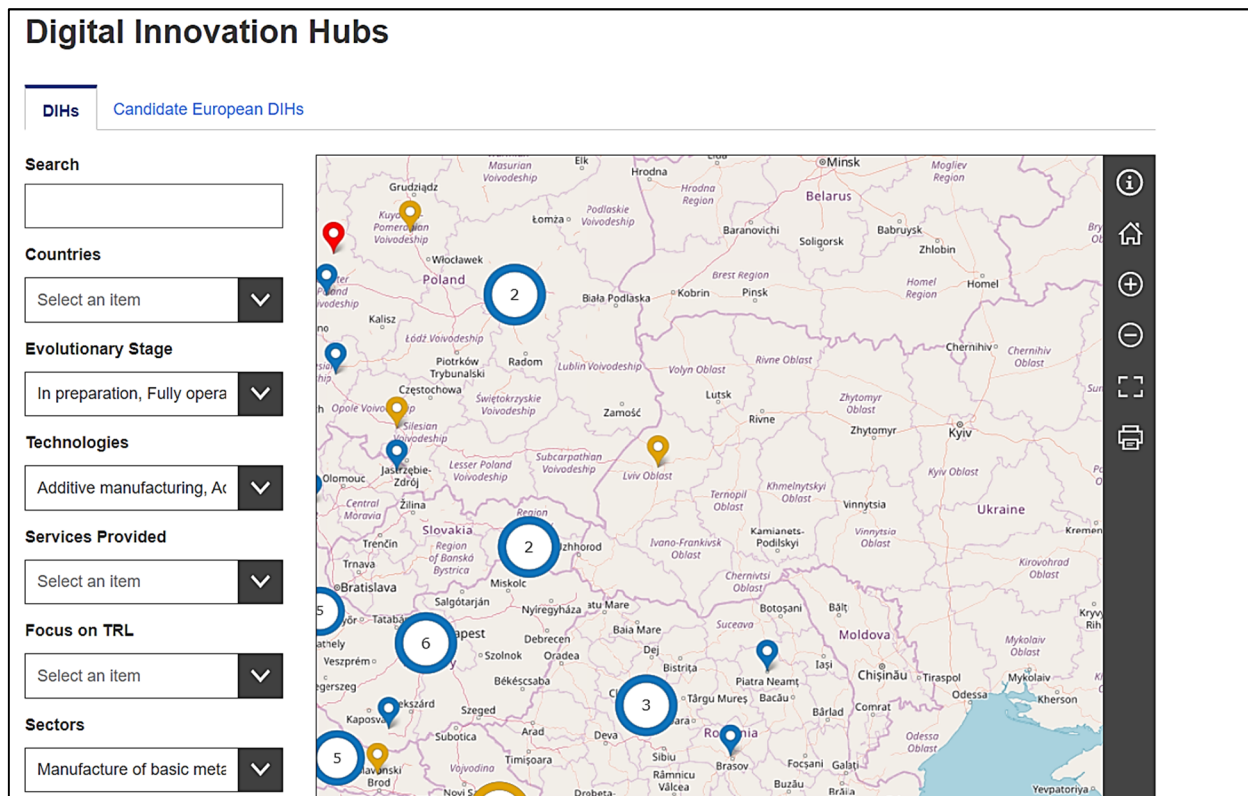 Digital Innovation Hubs
DIHs
Candidate European DIHs
Search
Countries
Select an item
Evolutionary Stage
In preparation, Fully opera
Technologies
Additive manufacturing, Ac
Services Provided
Select an item
Focus on TRL
Select an item
Sectors
Manufacture of basic meta
Masurian
Voivodeship
Elk
Hrodna
Minsk
Mogilev
Region
Grudziądz
Hrodna
Region
Belarus
Podlaskie
Voivodeship
Łomża
Baranovichi
Babruysk
Soligorsk
Zhlobin
Voivodeship
Włocławek
Poland
2
Brest Region
Homel
Region
Homel
Biała Podlaska
Kobrin
Pinsk
Kalisz
Łódź Voivodeship
Chernihiv
Chernihiv
Oblast
Piotrków
Trybunalski
Radom
Lublin Voivodeship
Volyn Oblast
Rivne Oblast
Częstochowa
Świętokrzyskie
Voivodeship
Zamość
Lutsk
Rivne
Zhytomyr
Oblast
Zhytomyr
Kyiv
Silesian
Voivodeship
Lesser Poland
Voivodeship
Subcarpathian
Voivodeship
Lviv Oblast
Kyiv Oblast
Jastrzębie-
Zdrój
Olomouc
Ternopil
Oblast
Khmelnytskyi
Oblast
Vinnytsia
Ukraine
Central
Moravia
Žilina
Slovakia
Region
Trenčín
Region
of Banská
Bystrica
2
Ivano-Frankivsk
Oblast
Kamianets-
Podilskyi
Vinnytsia
Oblast
Kirovohrad
Oblast
Trnava
Bratislava
Miskolc
Chernivtsi
Oblast
5
Salgótarján
Nyíregyháza
Botoșani
Bălț
Suceava
Baia Mare
Moldova
6
Debrecen
Mykolaiv
Oblast
Szolnok
Oradea
Dej
Bistrița
Iași
Veszprém
Piatra Neamț
Chișinău
Tiraspol
Mykolaiv
Békéscsaba
3
Târgu Mureș
Bacău
Odessa
Kherson
Szeged
Bârlad
Comrat
Subotica
Arad
Deva
Odessa
Oblast
5
Brod
Vojvodina
Timișoara
Sibiu
Brasov
Focșani
Galați
Râmnicu
Vâlcea
Buzău
Brăila
Yevpatoriya